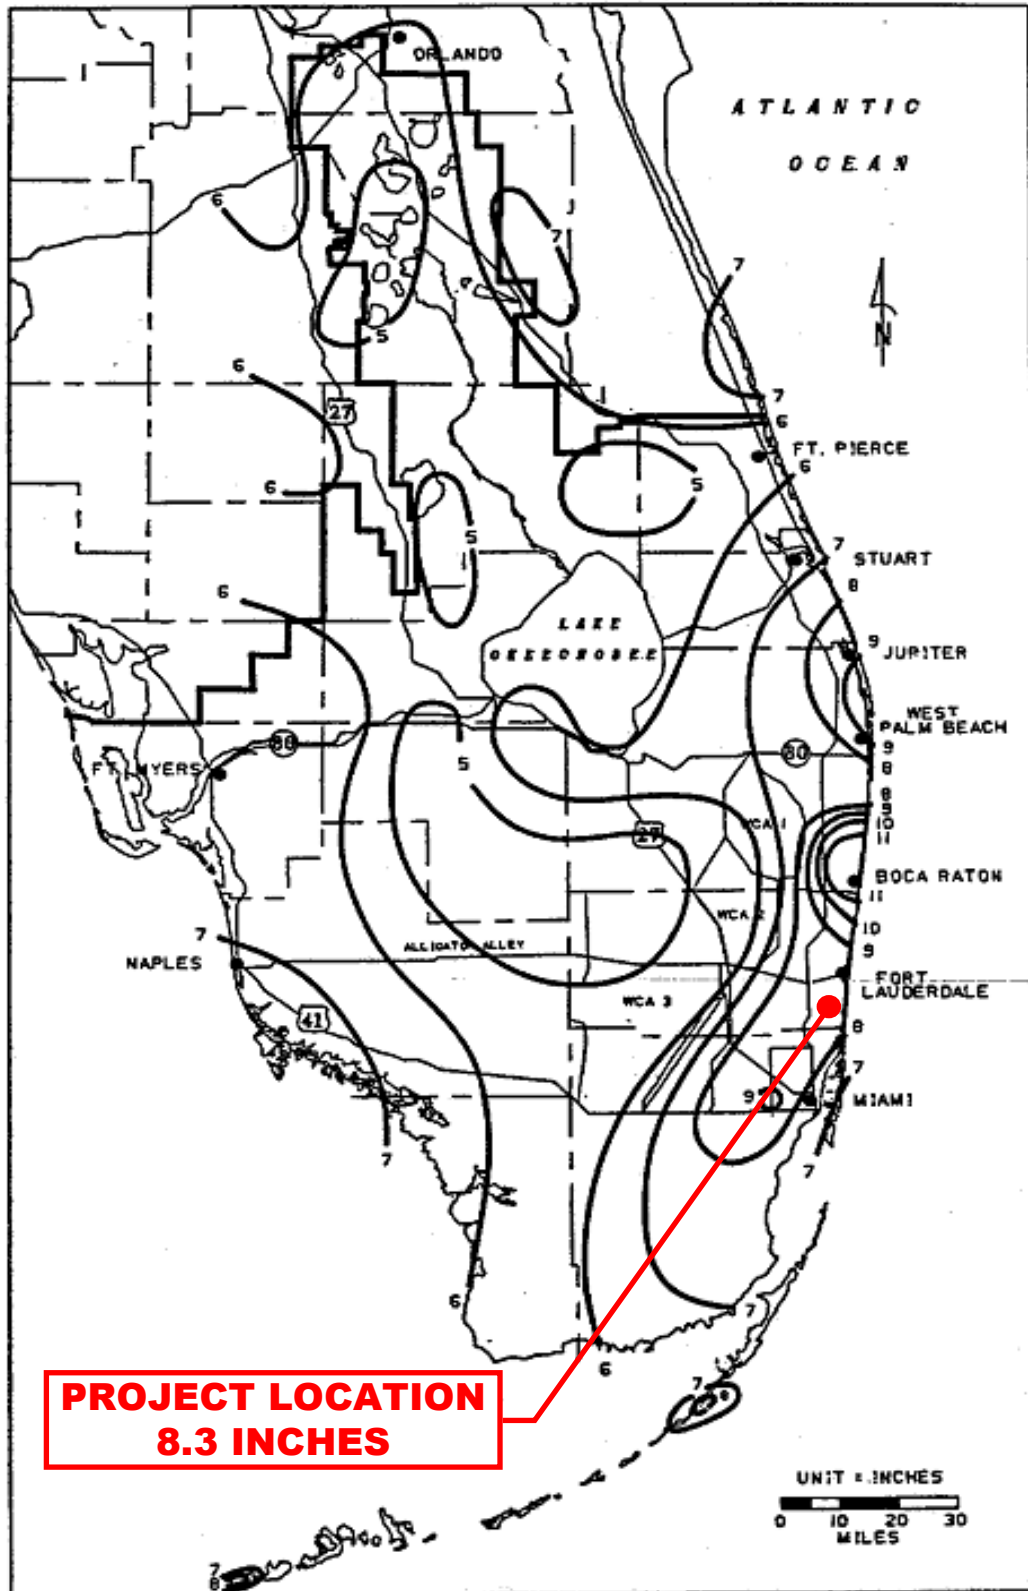 ORLANDO
ATLANTIC
OCEAN
6
7
7
N
5
6
27
7
6
FT. PIERCE
6
6
5
5
7
STUART
9
8
6
LAKE
OKEECHOBEE
9
JUPITER
WEST
PALM BEACH
9
8
80
80
FT. MYERS
5
8
9
10
11
WCA 1
27
BOCA RATON
11
WCA 2
10
9
7
ALLIGATOR ALLEY
NAPLES
FORT
LAUDERDALE
WCA 3
41
8
7
9
MIAMI
7
7
6
7
6
PROJECT LOCATION
8.3 INCHES
7
8
UNIT = INCHES
0 10 20 30
MILES
7
8